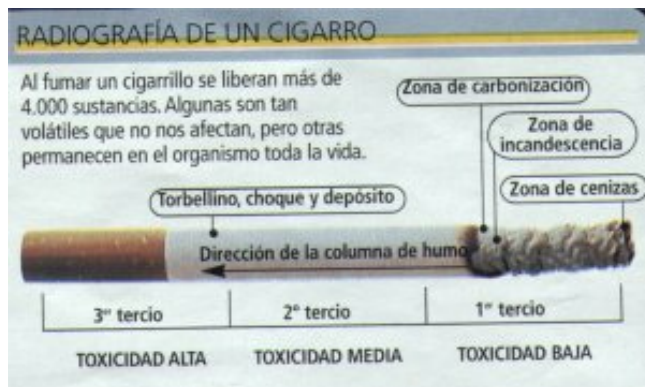 RADIOGRAFÍA DE UN CIGARRO
Al fumar un cigarrillo se liberan más de
4.000 sustancias. Algunas son tan
volátiles que no nos afectan, pero otras
permanecen en el organismo toda la vida.
Zona de carbonización
Zona de
incandescencia
Zona de cenizas
Torbellino, choque y depósito
Dirección de la columna de humo
3er tercio
2º tercio
1er tercio
TOXICIDAD ALTA
TOXICIDAD MEDIA
TOXICIDAD BAJA